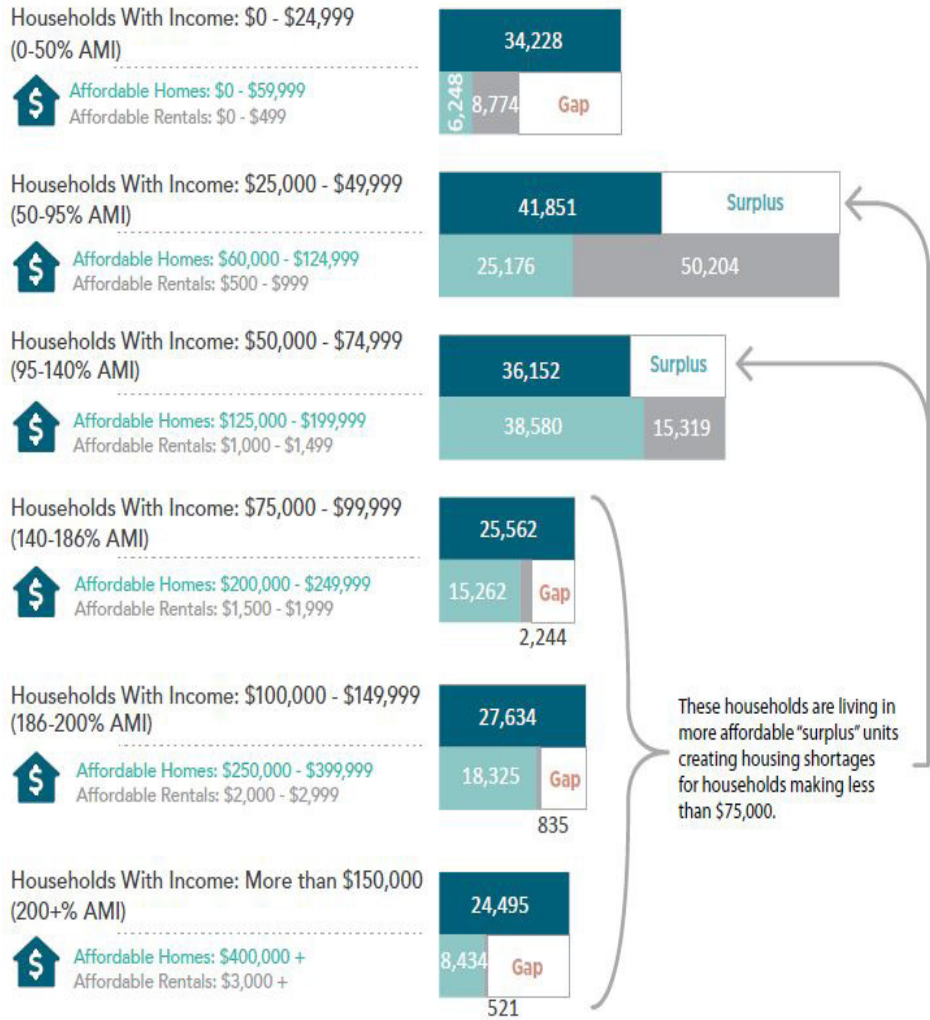 Households With Income: $0 - $24,999
(0-50% AMI)
34,228
$
Affordable Homes: $0 - $59,999
Affordable Rentals: $0 - $499
6,248
8,774
Gap
Households With Income: $25,000 - $49,999
(50-95% AMI)
41,851
Surplus
$
Affordable Homes: $60,000 - $124,999
Affordable Rentals: $500 - $999
25,176
50,204
Households With Income: $50,000 - $74,999
(95-140% AMI)
36,152
Surplus
$
Affordable Homes: $125,000 - $199,999
Affordable Rentals: $1,000 - $1,499
38,580
15,319
Households With Income: $75,000 - $99,999
(140-186% AMI)
25,562
$
Affordable Homes: $200,000 - $249,999
Affordable Rentals: $1,500 - $1,999
15,262
Gap
2,244
Households With Income: $100,000 - $149,999
(186-200% AMI)
27,634
$
Affordable Homes: $250,000 - $399,999
Affordable Rentals: $2,000 - $2,999
18,325
Gap
835
These households are living in
more affordable "surplus" units
creating housing shortages
for households making less
than $75,000.
Households With Income: More than $150,000
(200+% AMI)
24,495
$
Affordable Homes: $400,000 +
Affordable Rentals: $3,000 +
8,434
Gap
521